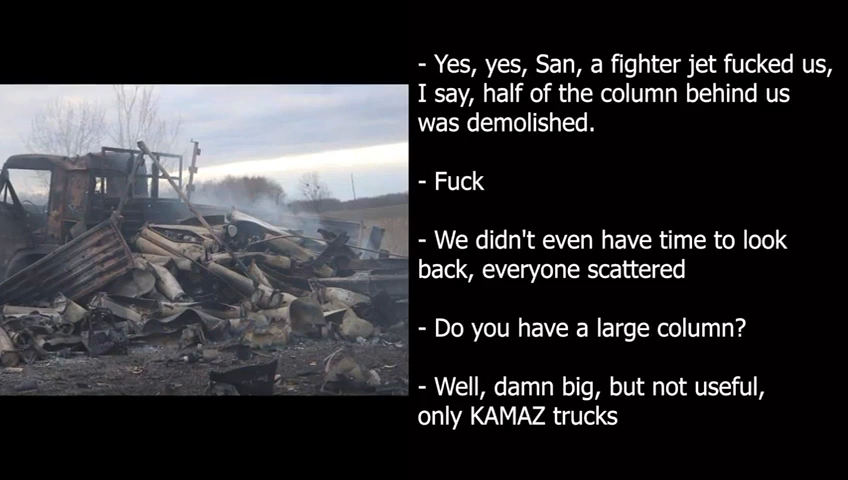 - Yes, yes, San, a fighter jet fucked us,
I say, half of the column behind us
was demolished.
- Fuck
- We didn't even have time to look
back, everyone scattered
- Do you have a large column?
- Well, damn big, but not useful,
only KAMAZ trucks